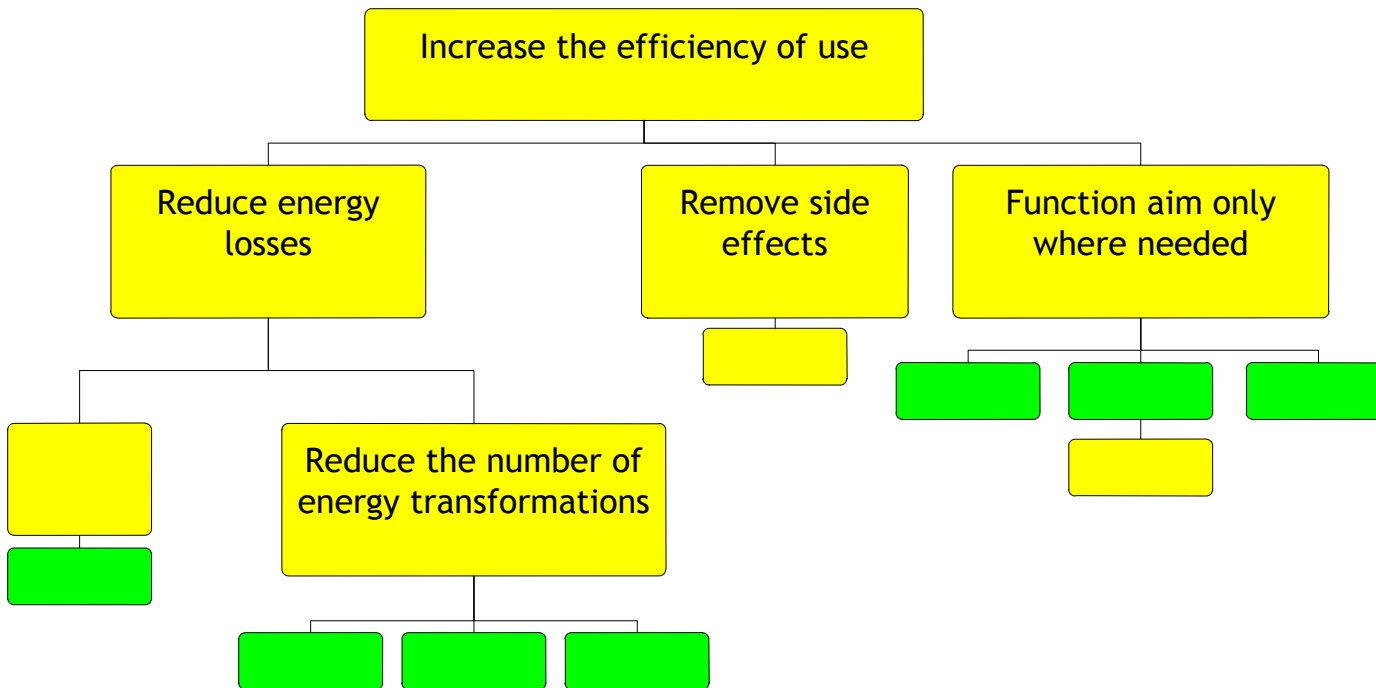 Increase the efficiency of use
Reduce energy
losses
Remove side
effects
Function aim only
where needed
Reduce the number of
energy transformations